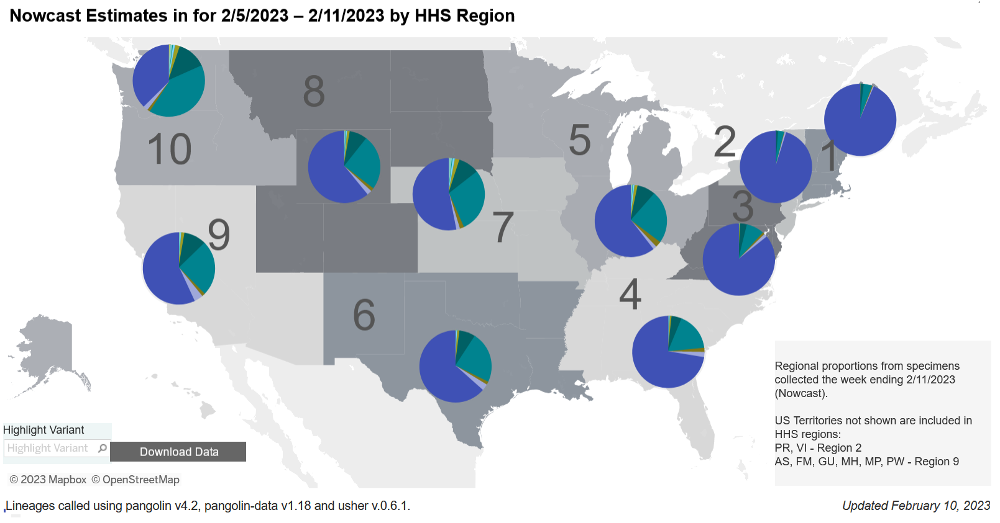 Nowcast Estimates in for 2/5/2023 – 2/11/2023 by HHS Region
8
10
5
2
1
3
9
7
4
6
Regional proportions from specimens
collected the week ending 2/11/2023
(Nowcast).
US Territories not shown are included in
HHS regions:
PR, VI - Region 2
AS, FM, GU, MH, MP, PW - Region 9
Highlight Variant
Highlight Variant
Download Data
© 2023 Mapbox © OpenStreetMap
Lineages called using pangolin v4.2, pangolin-data v1.18 and usher v.0.6.1.
Updated February 10, 2023